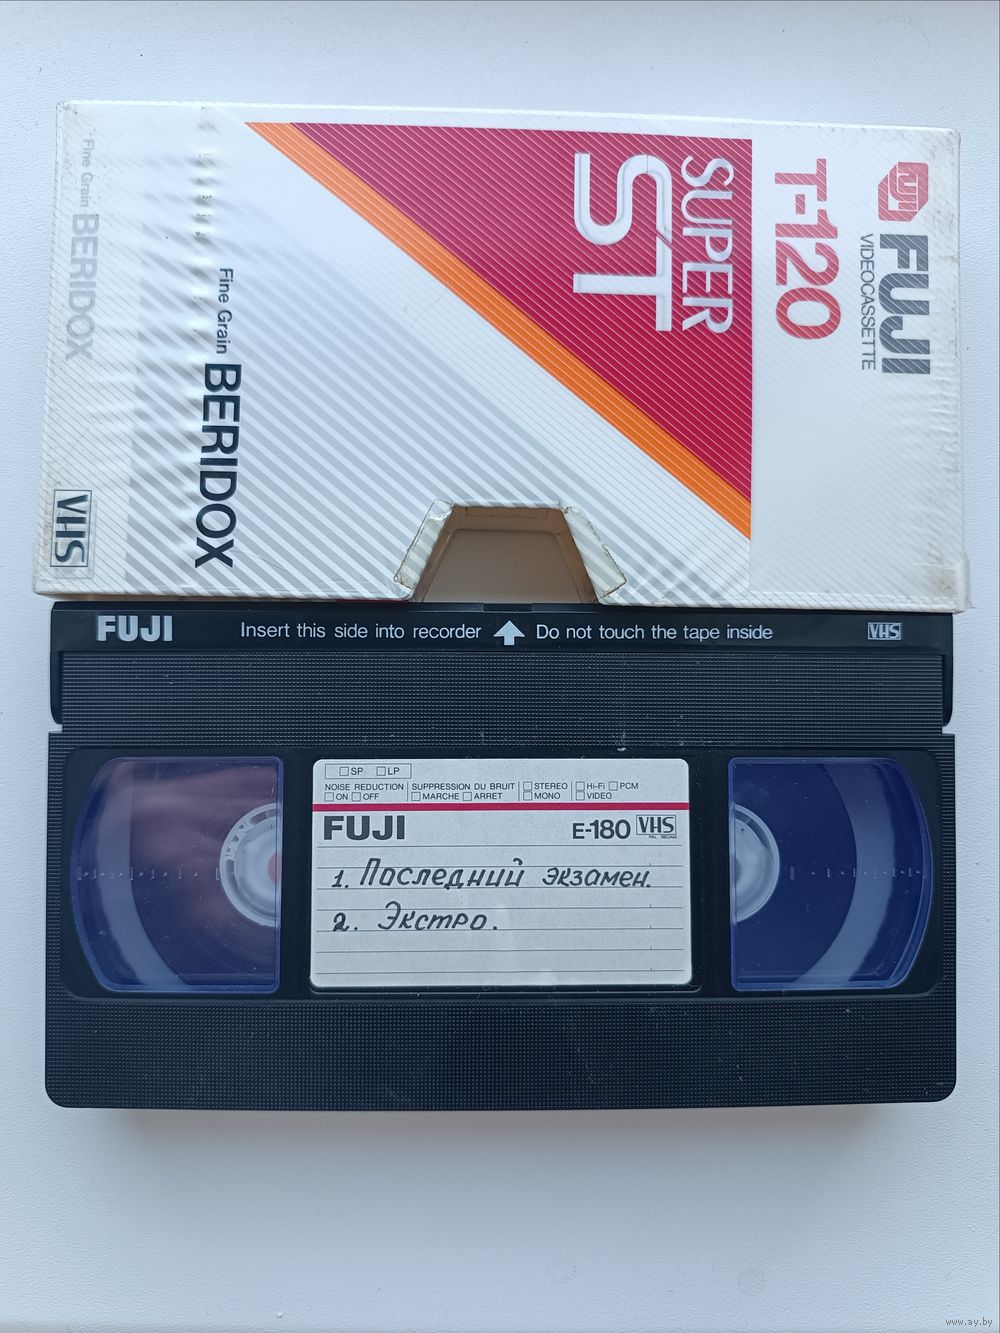 FUJI
VIDEOCASSETTE
T-120
SUPER
ST
Fine Grain BERIDOX
Fine Grain BERIDOX
VHS
FUJI Insert this side into recorder Do not touch the tape inside VHS
SP LP
NOISE REDUCTION SUPPRESSION DU BRUIT STEREO Hi-Fi PCM
ON OFF MARCHE ARRET MONO VIDEO
FUJI E-180 VHS
PAL SECAM
1. Последний экзамен.
2. Экстро.
www.ay.by